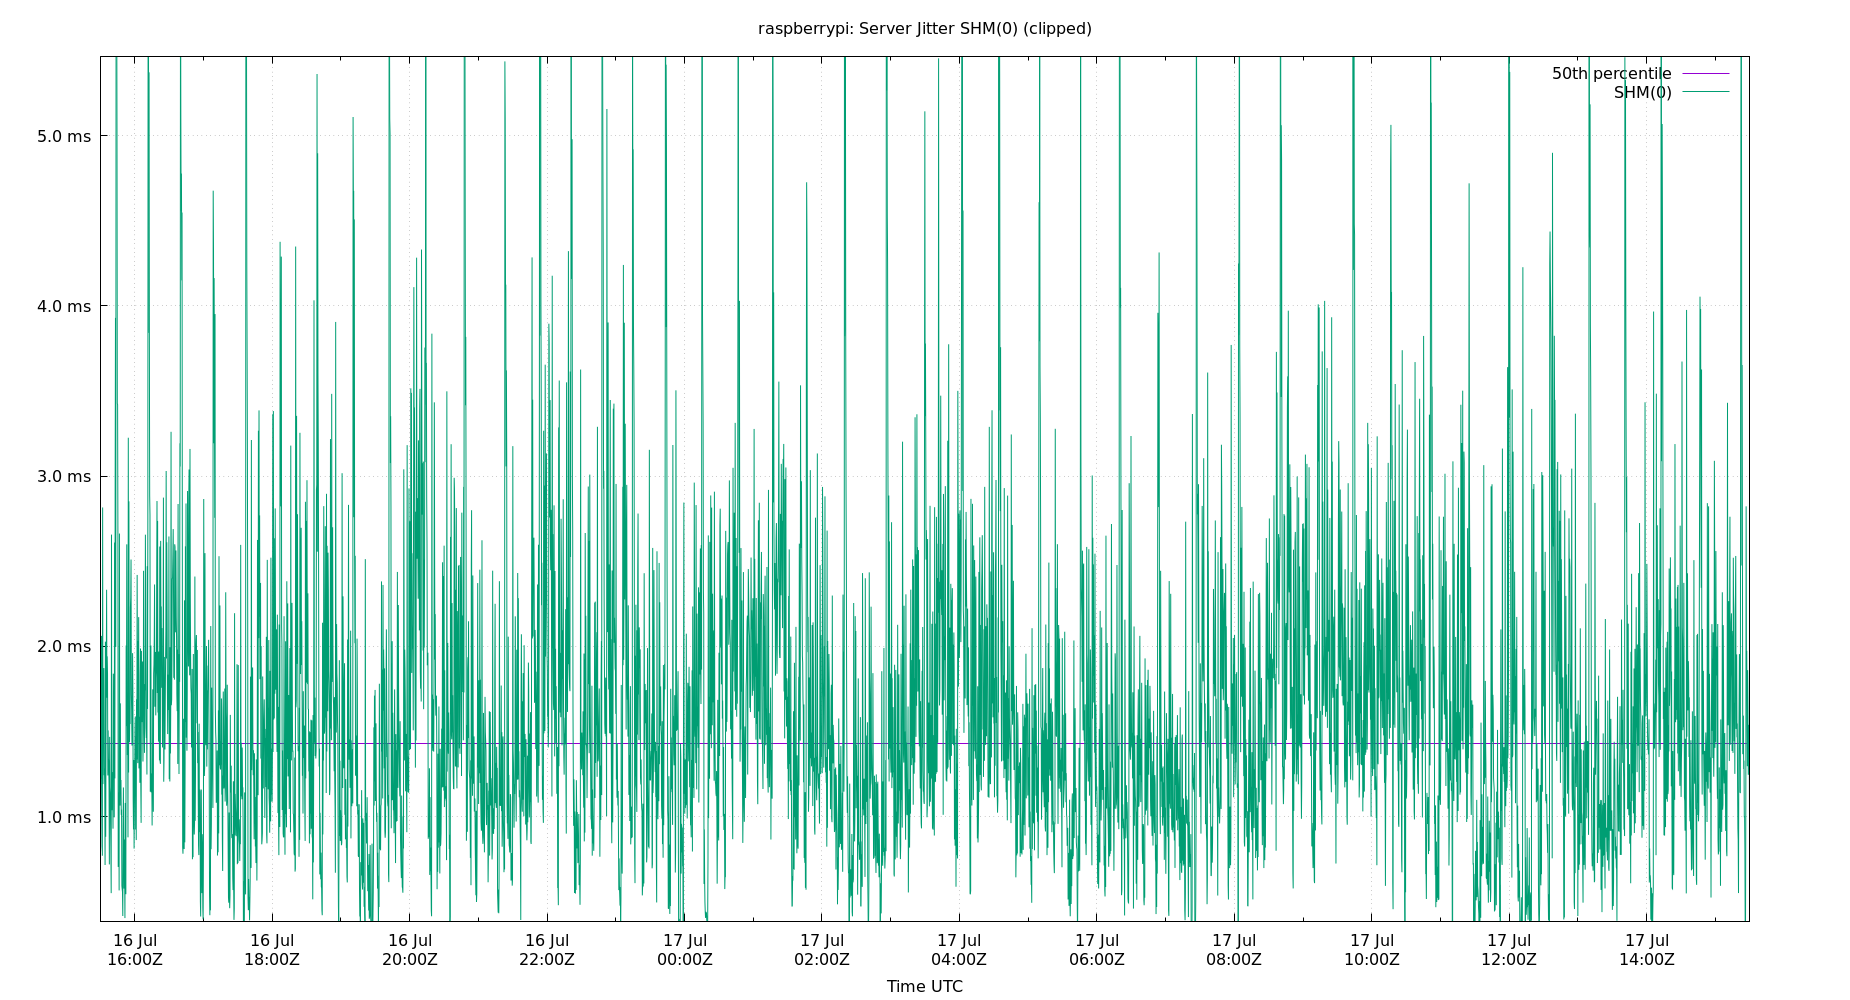 raspberrypi: Server Jitter SHM(0) (clipped)
50th percentile
SHM(0)
5.0 ms
4.0 ms
3.0 ms
2.0 ms
1.0 ms
16 Jul 16 Jul 16 Jul 16 Jul 17 Jul 17 Jul 17 Jul 17 Jul 17 Jul 17 Jul 17 Jul 17 Jul
16:00Z 18:00Z 20:00Z 22:00Z 00:00Z 02:00Z 04:00Z 06:00Z 08:00Z 10:00Z 12:00Z 14:00Z
Time UTC